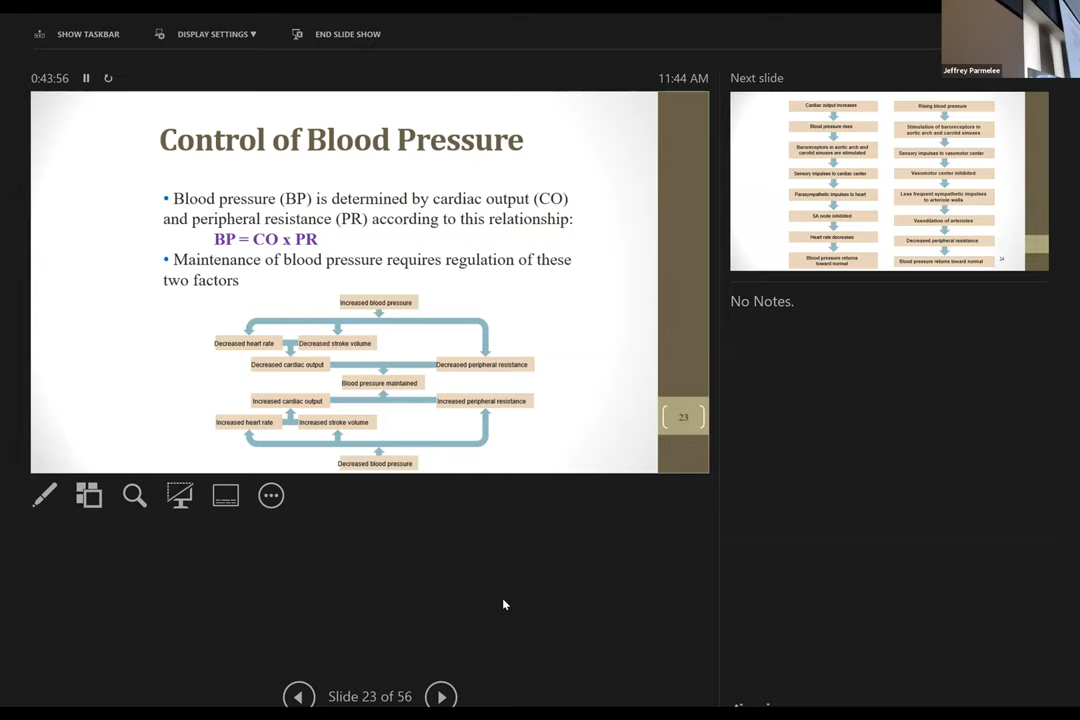 SHOW TASKBAR
DISPLAY SETTINGS ▼
END SLIDE SHOW
Jeffrey Parmelee
0:43:56
11:44 AM
Next slide
Control of Blood Pressure
• Blood pressure (BP) is determined by cardiac output (CO)
and peripheral resistance (PR) according to this relationship:
BP = CO x PR
• Maintenance of blood pressure requires regulation of these
two factors
Increased blood pressure
Decreased heart rate
Decreased stroke volume
Decreased cardiac output
Decreased peripheral resistance
Blood pressure maintained
Increased cardiac output
Increased peripheral resistance
Increased heart rate
Increased stroke volume
Decreased blood pressure
23
Cardiac output increases
Blood pressure rises
Baroreceptors in aortic arch and
carotid sinuses are stimulated
Sensory impulses to cardiac center
Parasympathetic impulses to heart
SA node inhibited
Heart rate decreases
Blood pressure returns
toward normal
Rising blood pressure
Stimulation of baroreceptors in
aortic arch and carotid sinuses
Sensory impulses to vasomotor center
Vasomotor center inhibited
Less frequent sympathetic impulses
to arteriole walls
Vasodilation of arterioles
Decreased peripheral resistance
Blood pressure returns toward normal
24
No Notes.
Slide 23 of 56